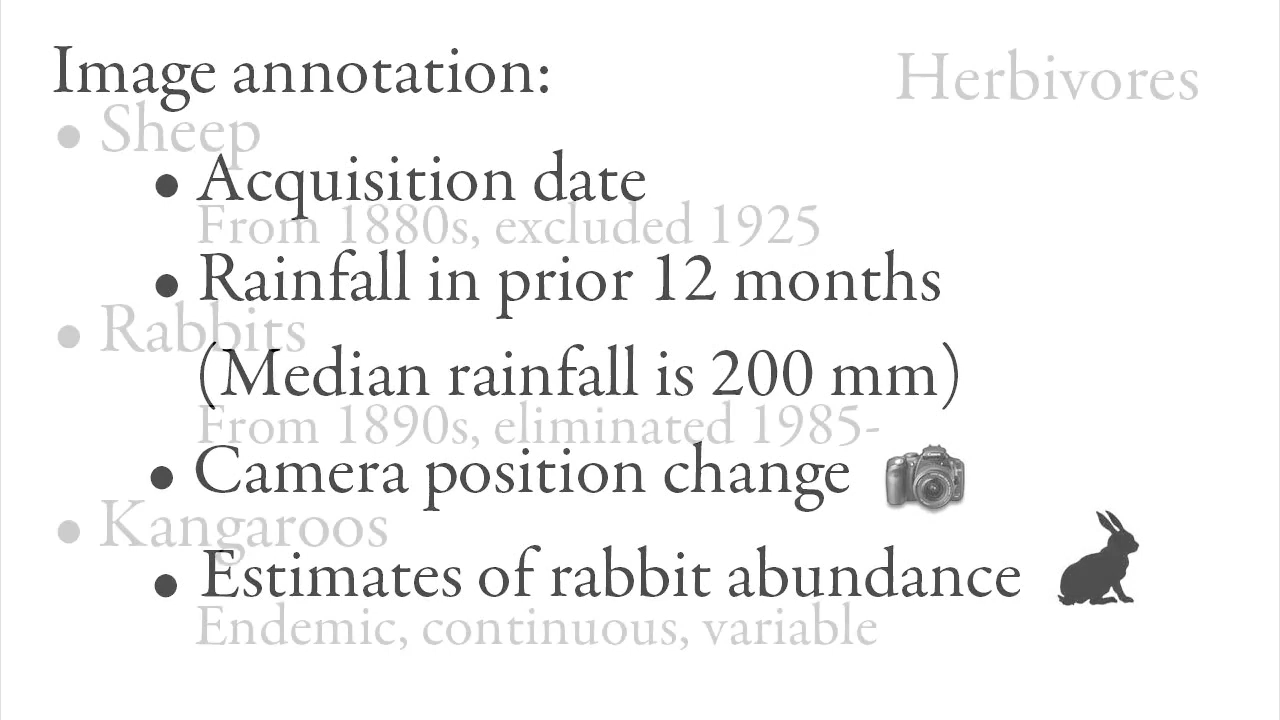 Image annotation:
Herbivores
• Sheep
• Acquisition date
From 1880s, excluded 1925
• Rainfall in prior 12 months
• Rabbits
(Median rainfall is 200 mm)
From 1890s, eliminated 1985-
• Camera position change
• Kangaroos
• Estimates of rabbit abundance
Endemic, continuous, variable